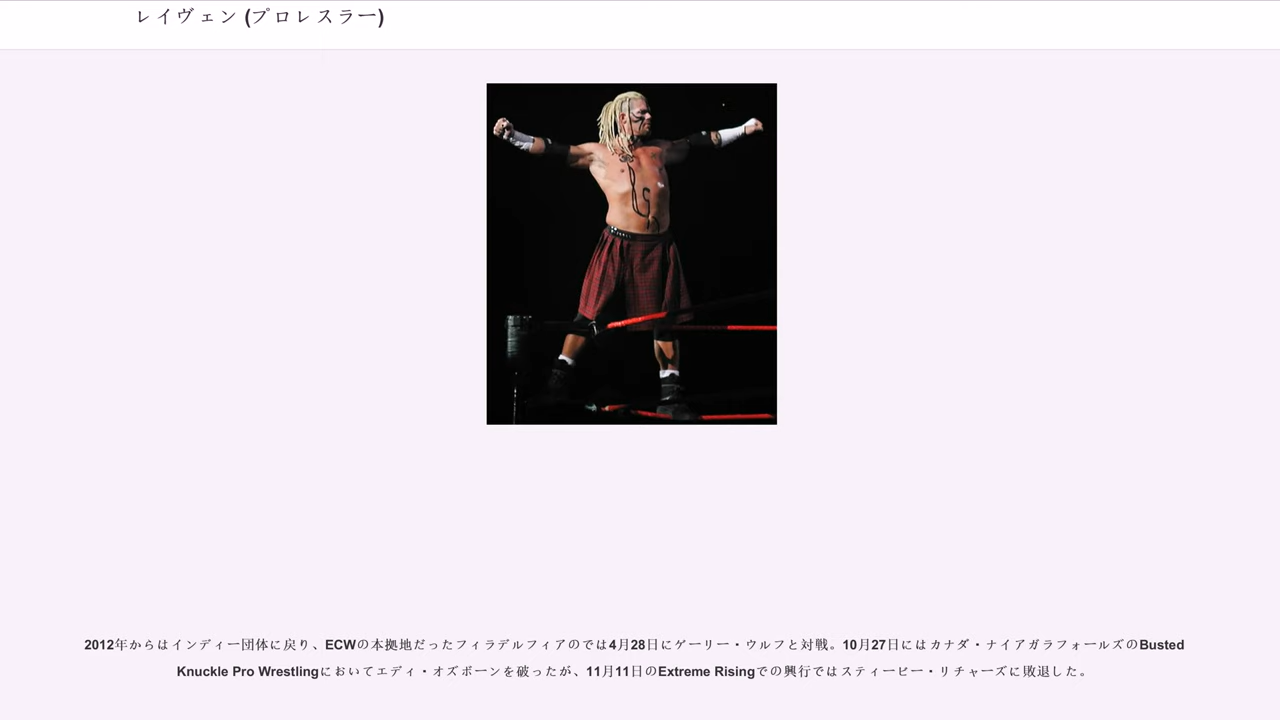 レイヴェン (プロレスラー)
2012年からはインディー団体に戻り、ECWの本拠地だったフィラデルフィアのでは4月28日にゲーリー・ウルフと対戦。10月27日にはカナダ・ナイアガラフォールズのBusted
Knuckle Pro Wrestlingにおいてエディ・オズボーンを破ったが、11月11日のExtreme Risingでの興行ではスティービー・リチャーズに敗退した。